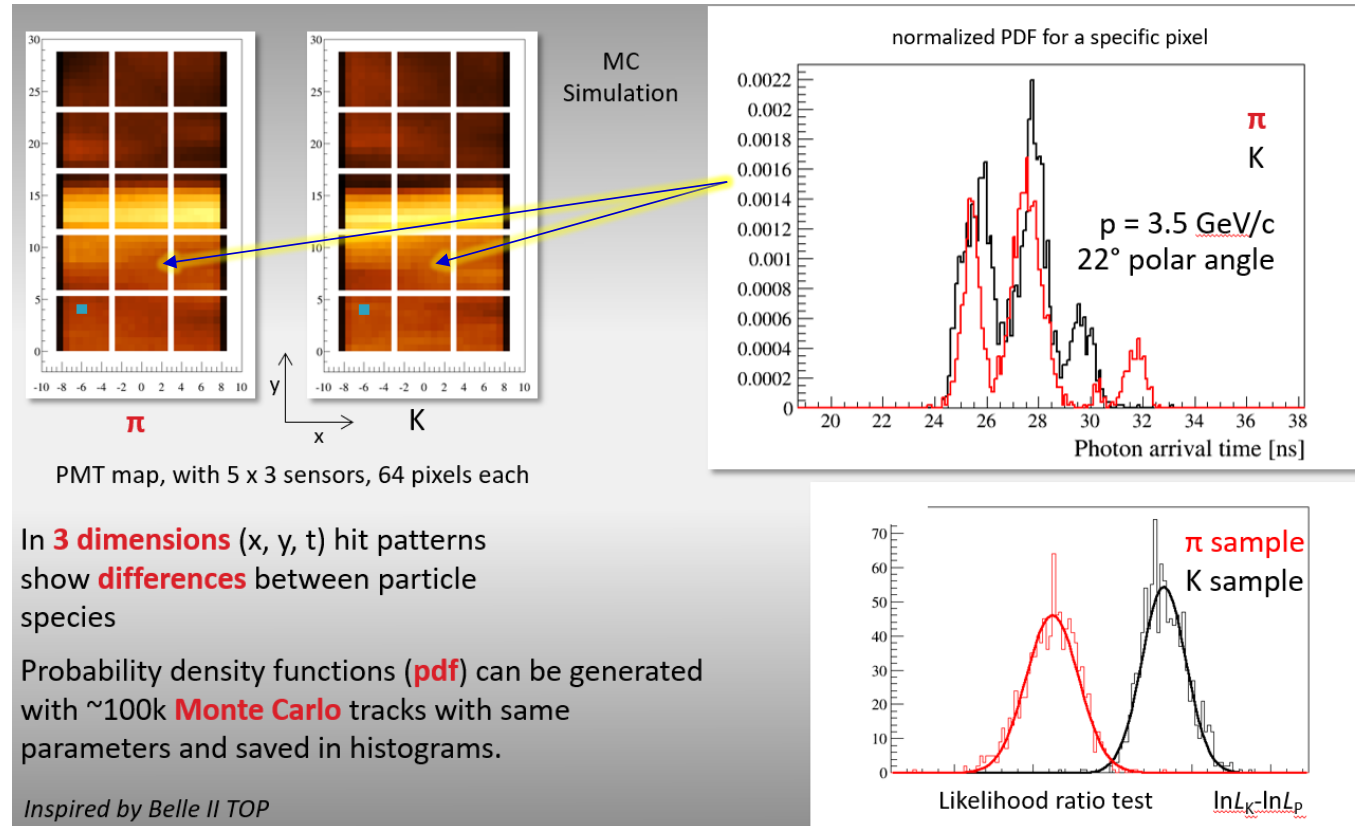 30
25
20
15
10
5
0
-10 -8 -6 -4 -2 0 2 4 6 8 10
π
30
25
20
15
10
5
0
-10 -8 -6 -4 -2 0 2 4 6 8 10
K
y
x
MC
Simulation
PMT map, with 5 x 3 sensors, 64 pixels each
normalized PDF for a specific pixel
0.0022
0.002
0.0018
0.0016
0.0014
0.0012
0.001
0.0008
0.0006
0.0004
0.0002
0
π
K
p = 3.5 GeV/c
22° polar angle
20 22 24 26 28 30 32 34 36 38
Photon arrival time [ns]
In 3 dimensions (x, y, t) hit patterns
show differences between particle
species
Probability density functions (pdf) can be generated
with ~100k Monte Carlo tracks with same
parameters and saved in histograms.
Inspired by Belle II TOP
70
60
50
40
30
20
10
0
π sample
K sample
Likelihood ratio test
lnLK-lnLP